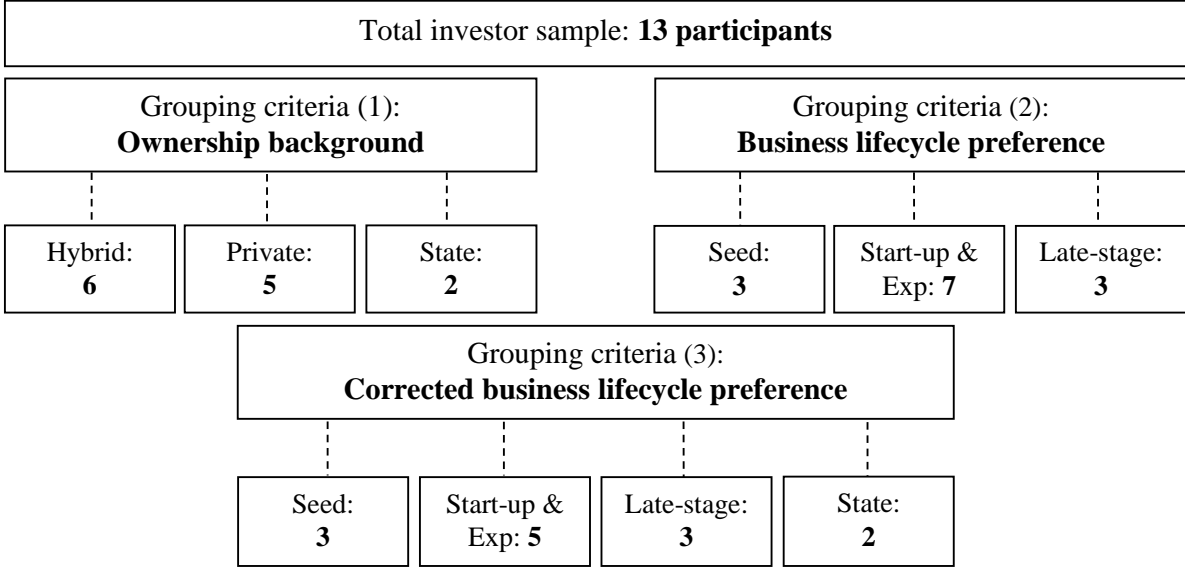 Total investor sample: 13 participants
Grouping criteria (1):
Ownership background
Grouping criteria (2):
Business lifecycle preference
Hybrid:
6
Private:
5
State:
2
Seed:
3
Start-up &
Exp: 7
Late-stage:
3
Grouping criteria (3):
Corrected business lifecycle preference
Seed:
3
Start-up &
Exp: 5
Late-stage:
3
State:
2